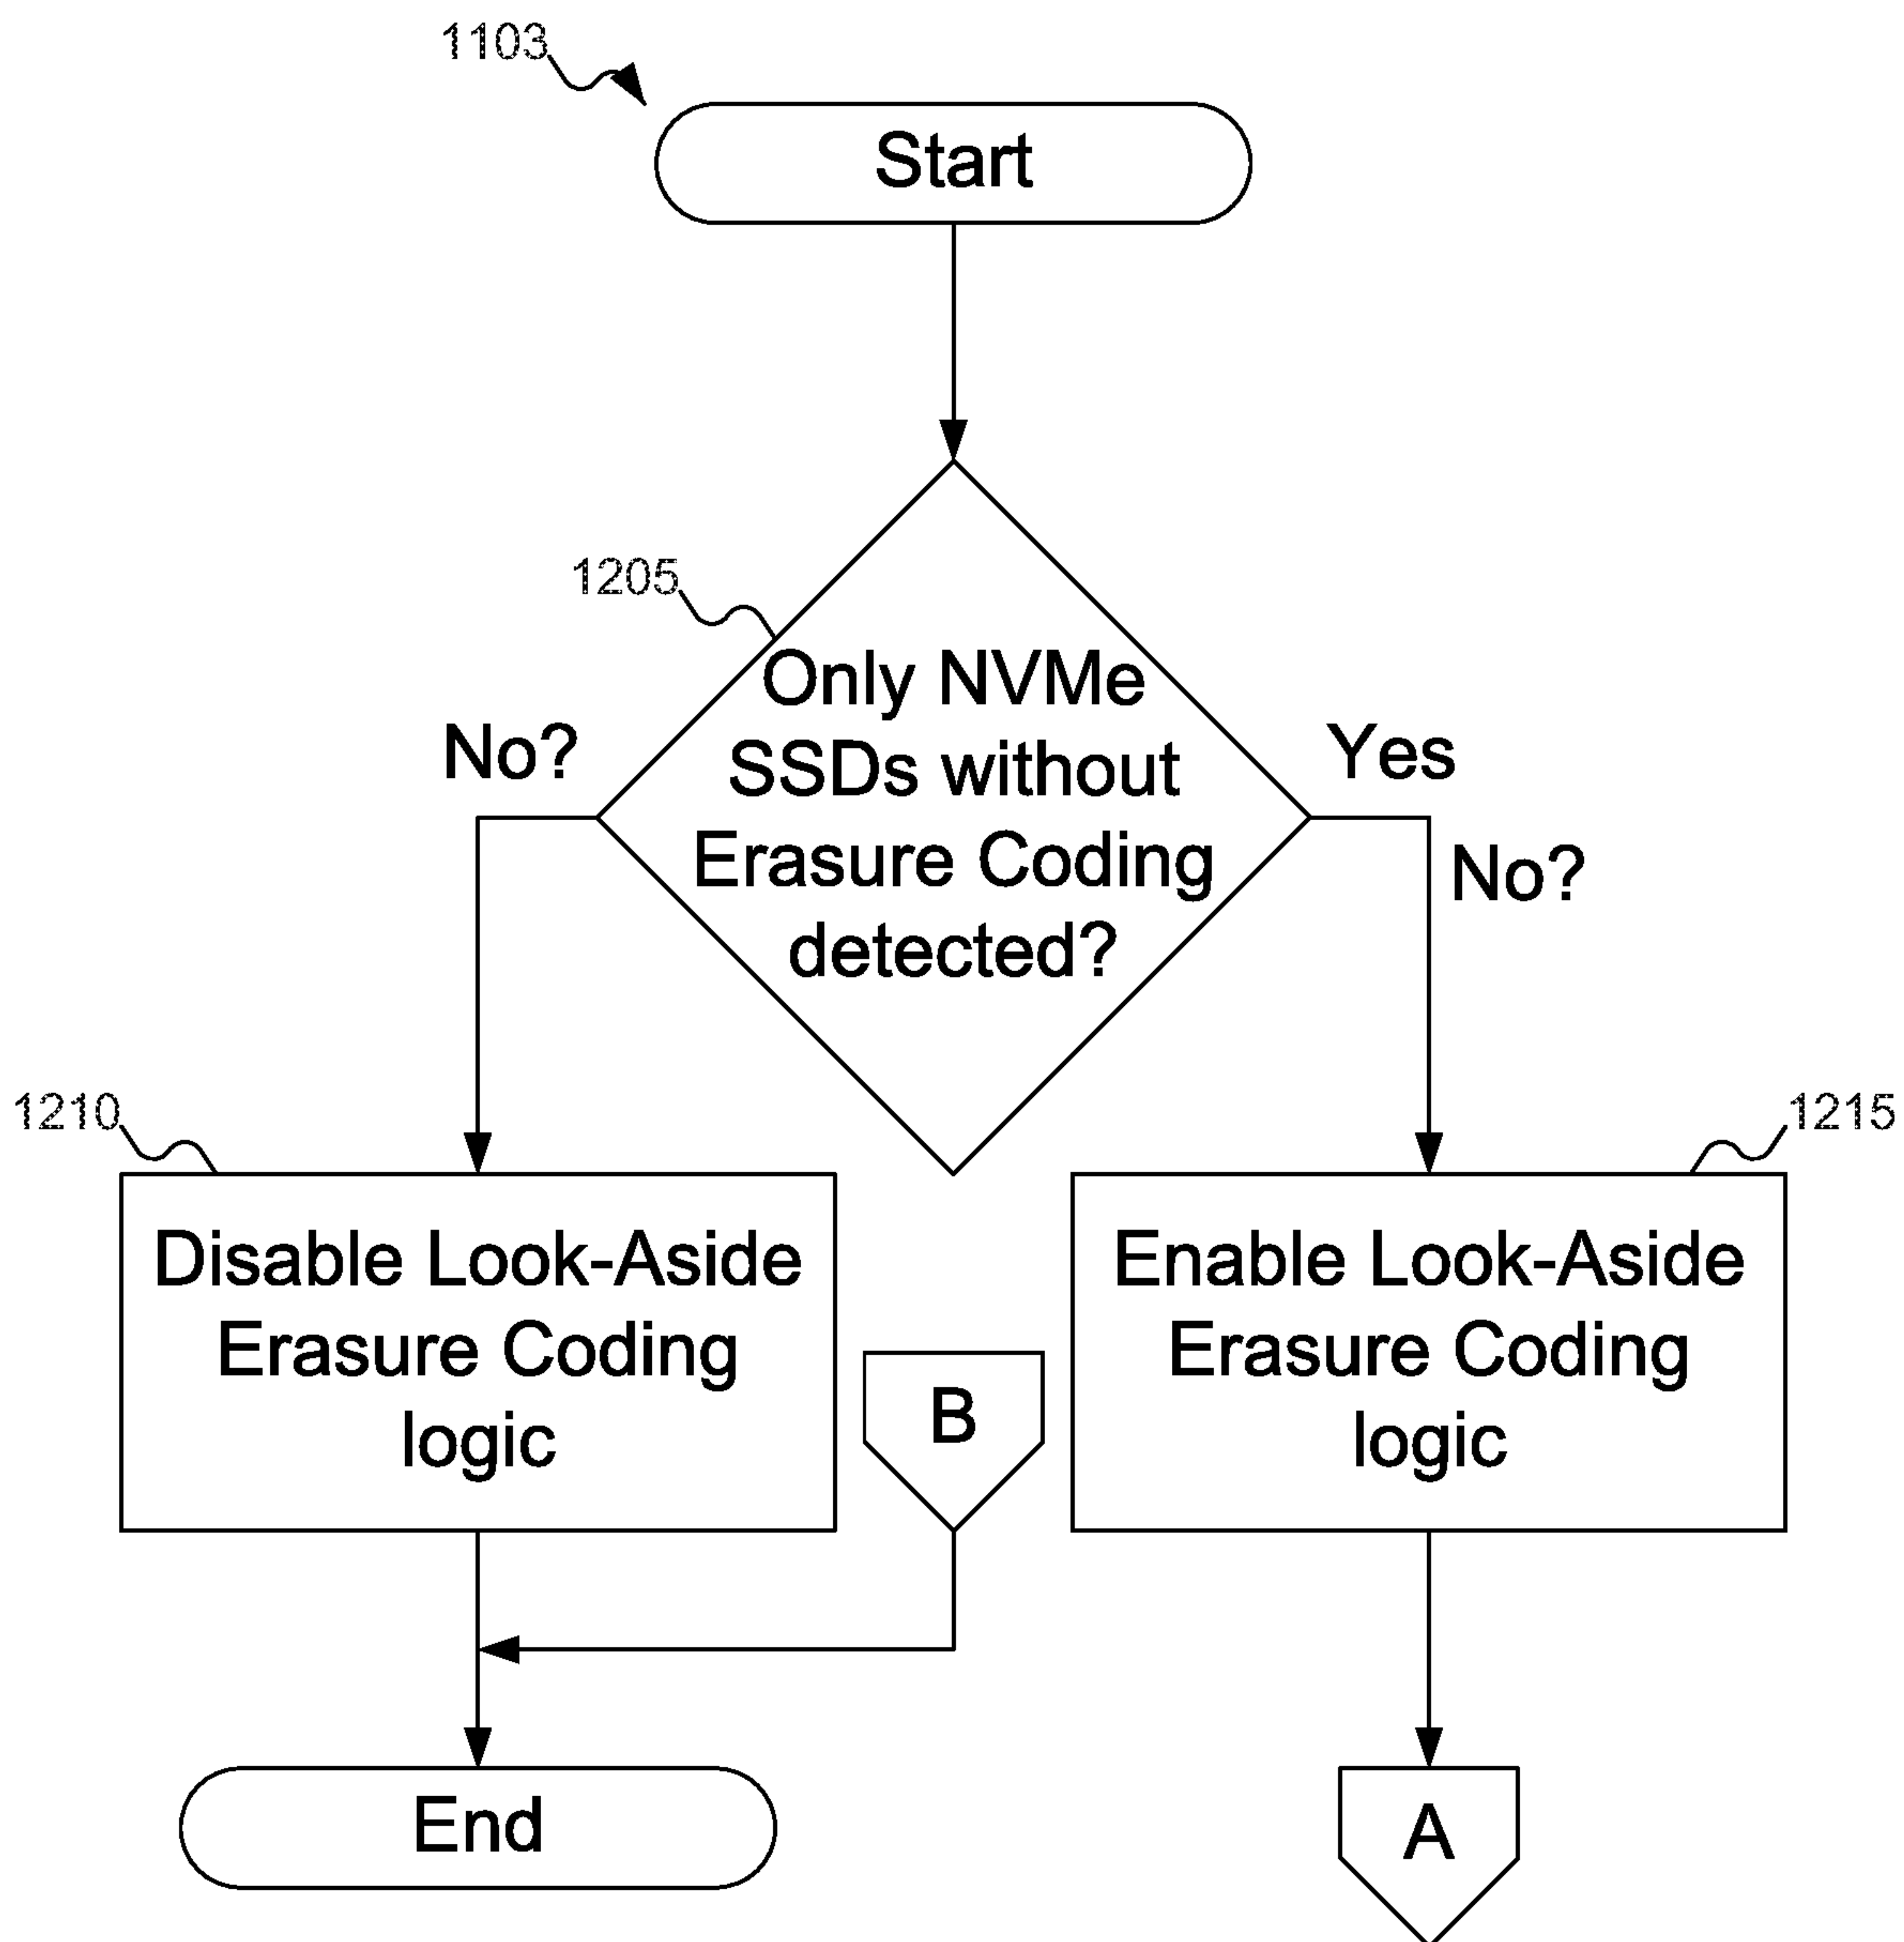 1103
Start
1205
Only NVMe
SSDs without
Erasure Coding
detected?
No?
Yes
No?
1210
1215
Disable Look-Aside
Erasure Coding
logic
Enable Look-Aside
Erasure Coding
logic
B
End
A